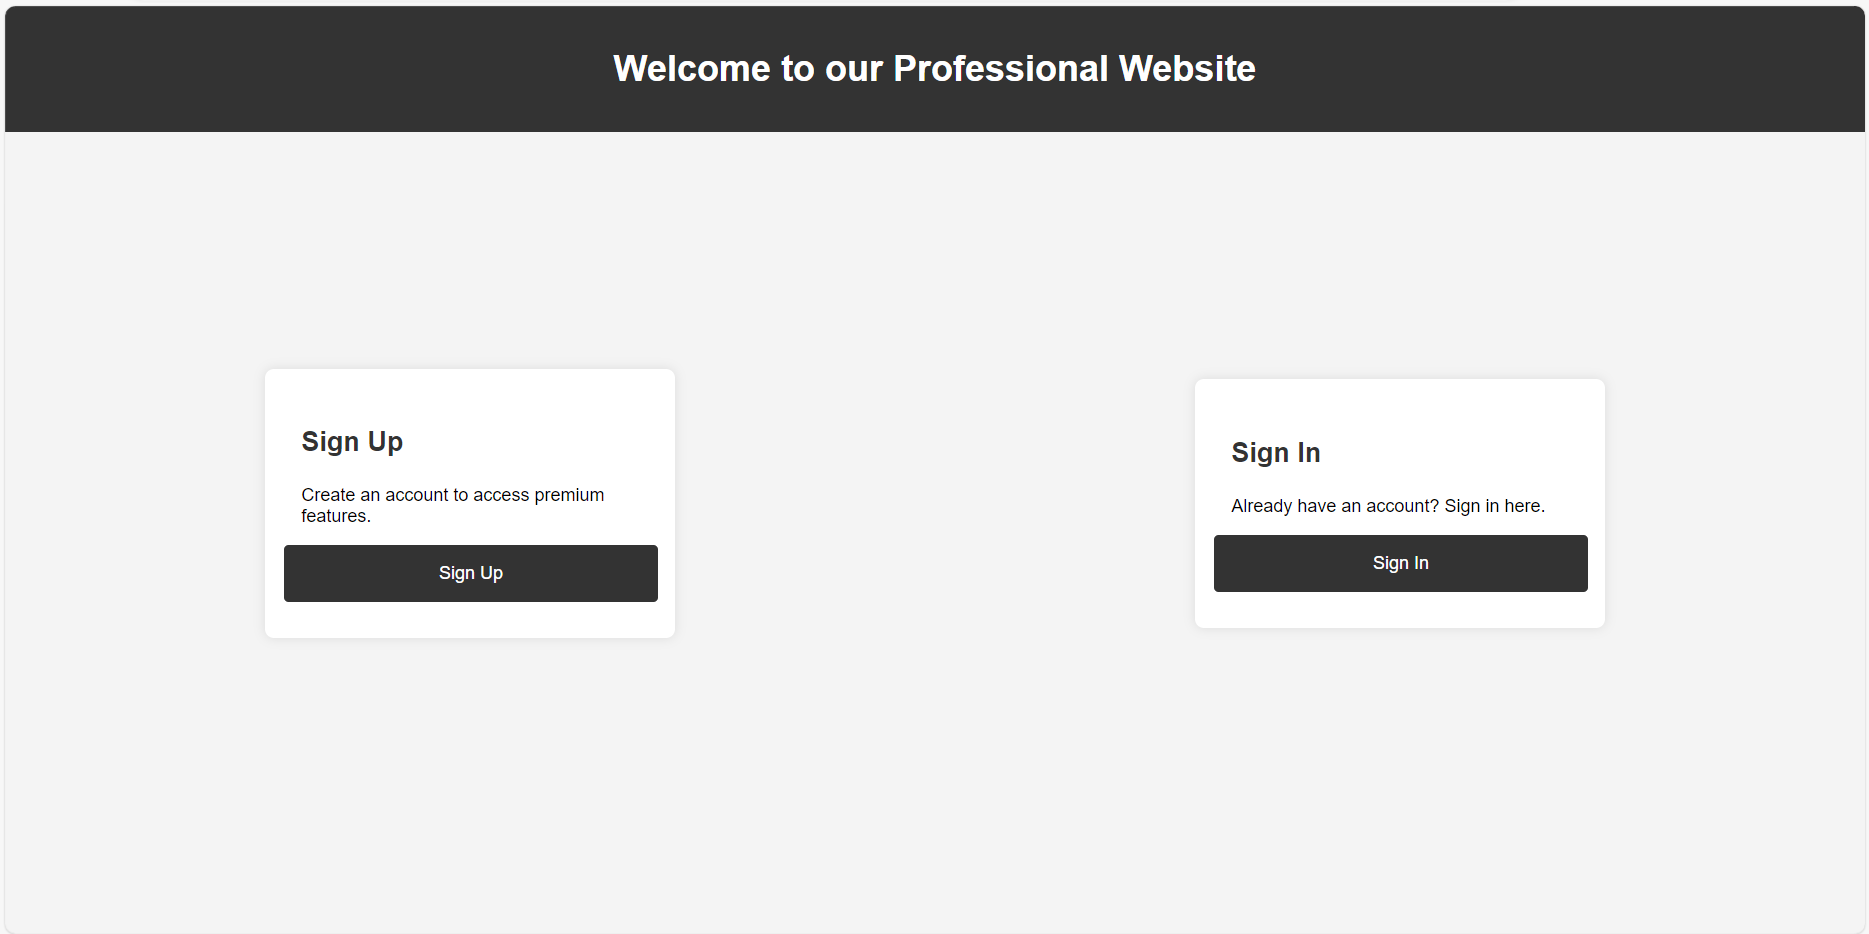 Welcome to our Professional Website
Sign Up
Create an account to access premium
features.
Sign Up
Sign In
Already have an account? Sign in here.
Sign In